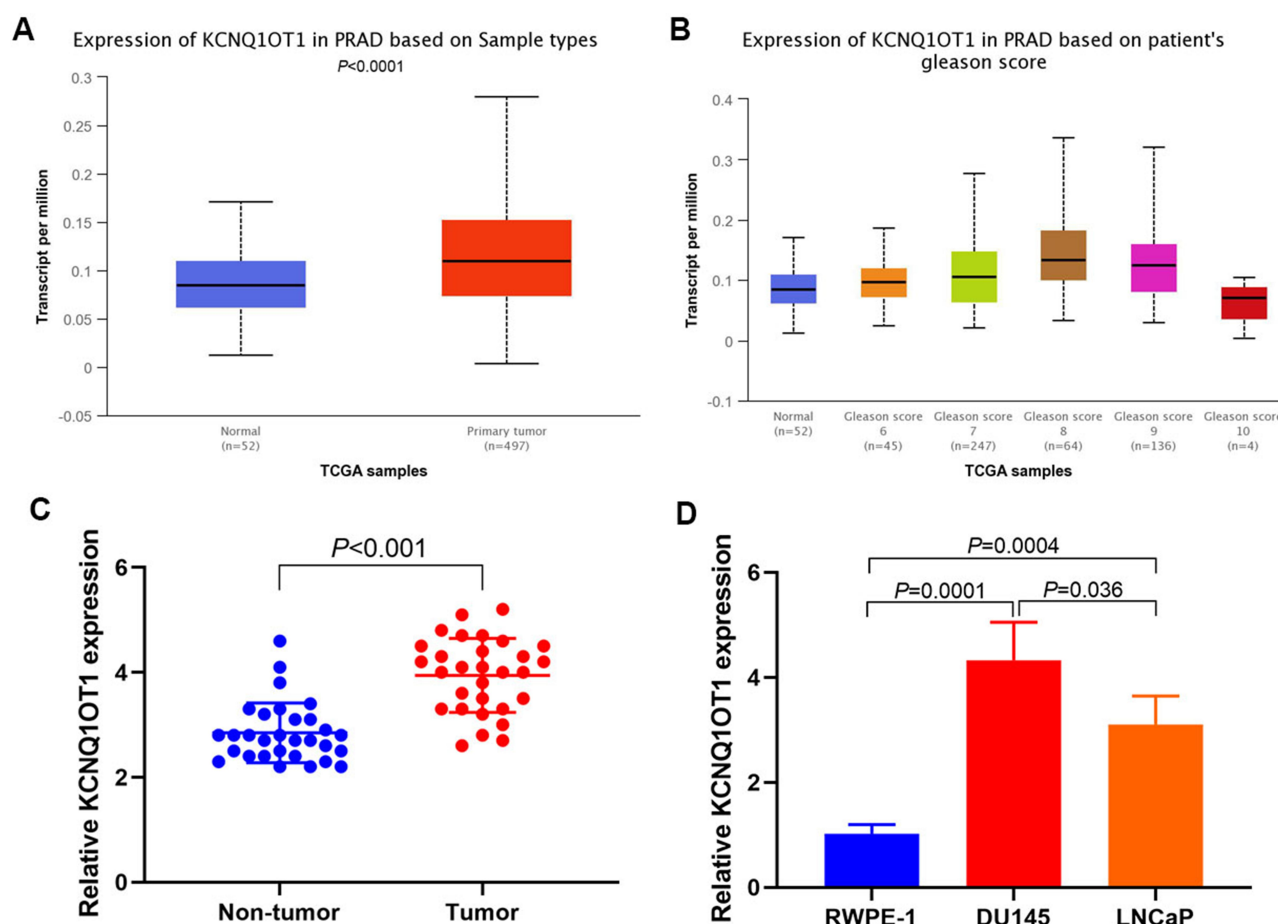 A
Expression of KCNQ1OT1 in PRAD based on Sample types
P<0.0001
0.3
0.25
0.2
0.15
0.1
0.05
0
-0.05
Transcript per million
Normal
(n=52)
Primary tumor
(n=497)
TCGA samples
B
Expression of KCNQ1OT1 in PRAD based on patient's
gleason score
0.4
0.3
0.2
0.1
0
-0.1
Transcript per million
Normal
(n=52)
Gleason score
6
(n=45)
Gleason score
7
(n=247)
Gleason score
8
(n=64)
Gleason score
9
(n=136)
Gleason score
10
(n=4)
TCGA samples
C
P<0.001
6
4
2
0
Relative KCNQ1OT1 expression
Non-tumor
Tumor
D
P=0.0004
P=0.0001
P=0.036
6
4
2
0
Relative KCNQ1OT1 expression
RWPE-1
DU145
LNCaP